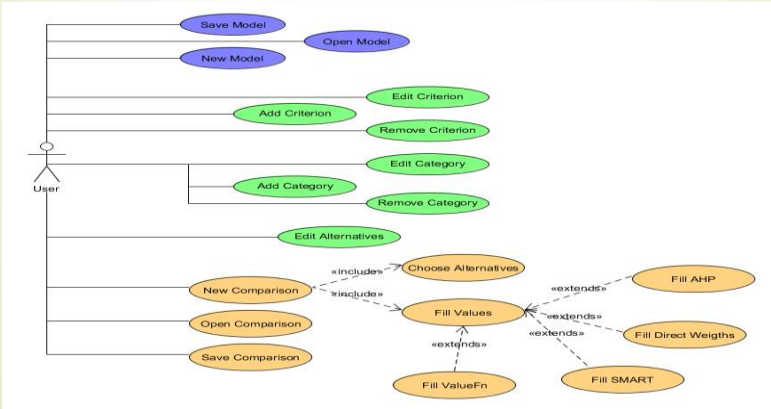 Save Model
Open Model
New Model
Edit Criterion
Add Criterion
Remove Criterion
User
Edit Category
Add Category
Remove Category
Edit Alternatives
«include»
Choose Alternatives
New Comparison
«include»
Fill Values
Fill AHP
«extends»
Open Comparison
«extends»
Fill Direct Weigths
«extends»
Save Comparison
«extends»
Fill ValueFn
Fill SMART